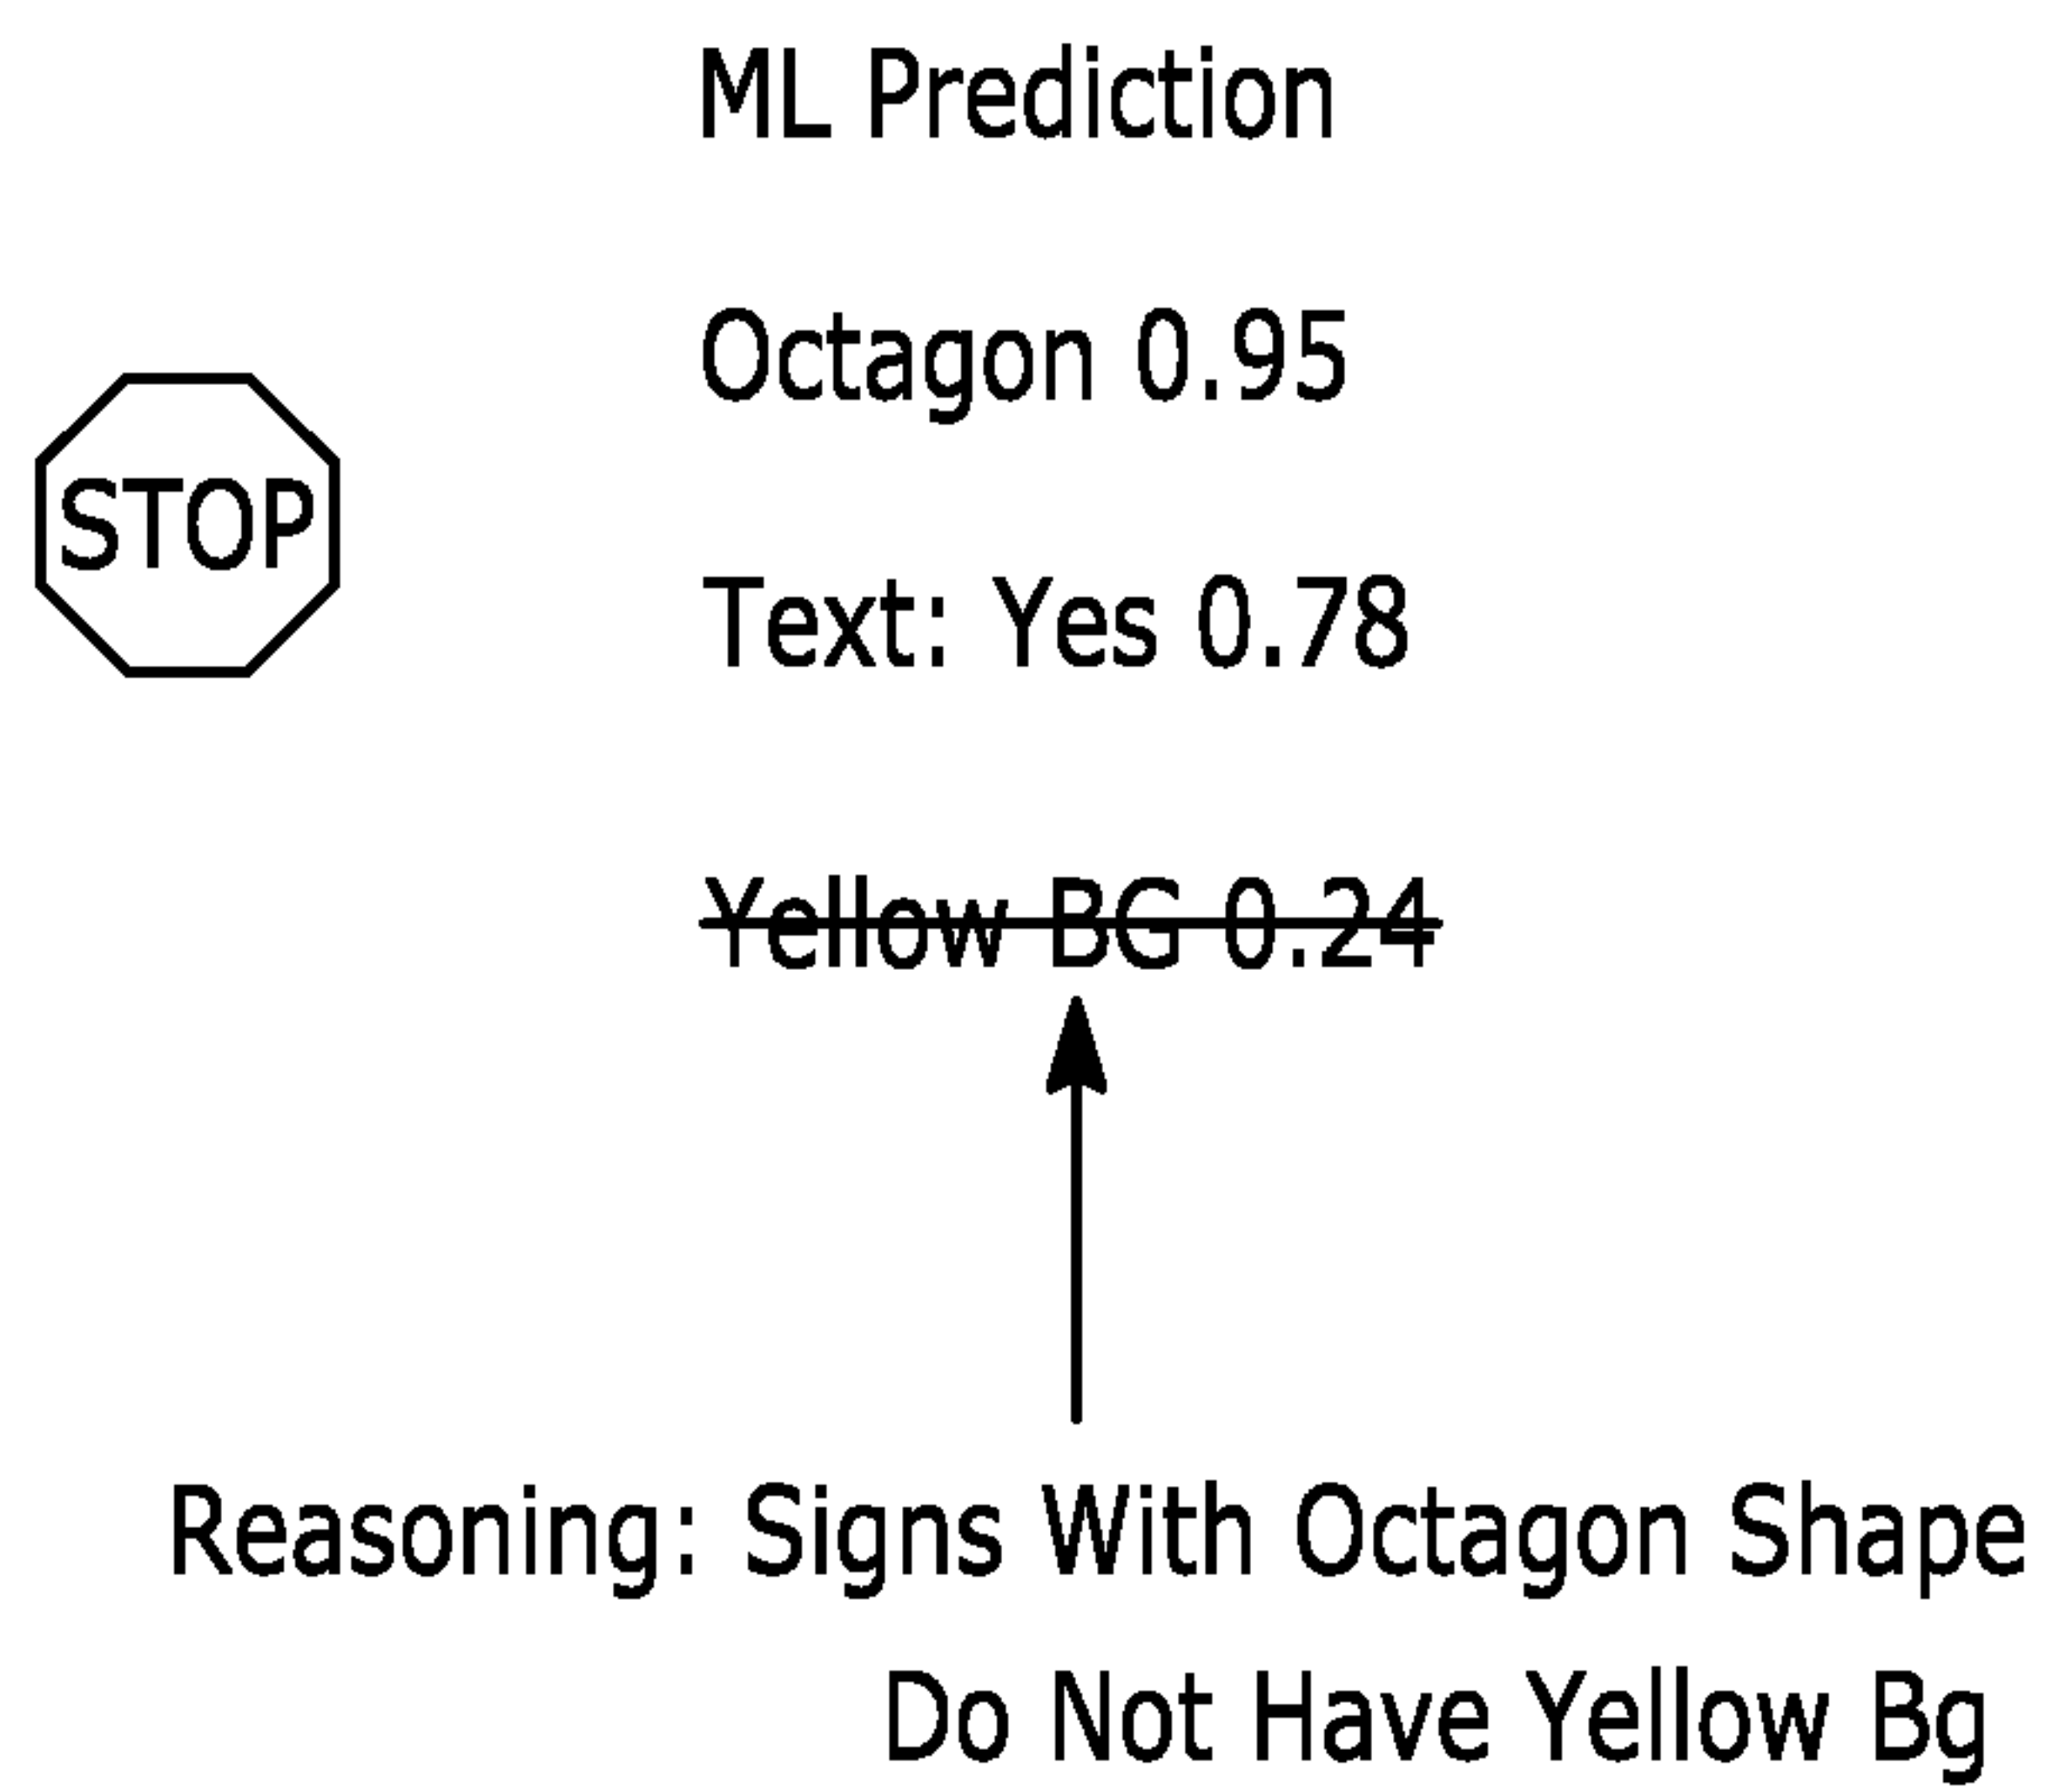 ML Prediction
Octagon 0.95
STOP
Text: Yes 0.78
Yellow BG 0.24
Reasoning: Signs With Octagon Shape
Do Not Have Yellow Bg